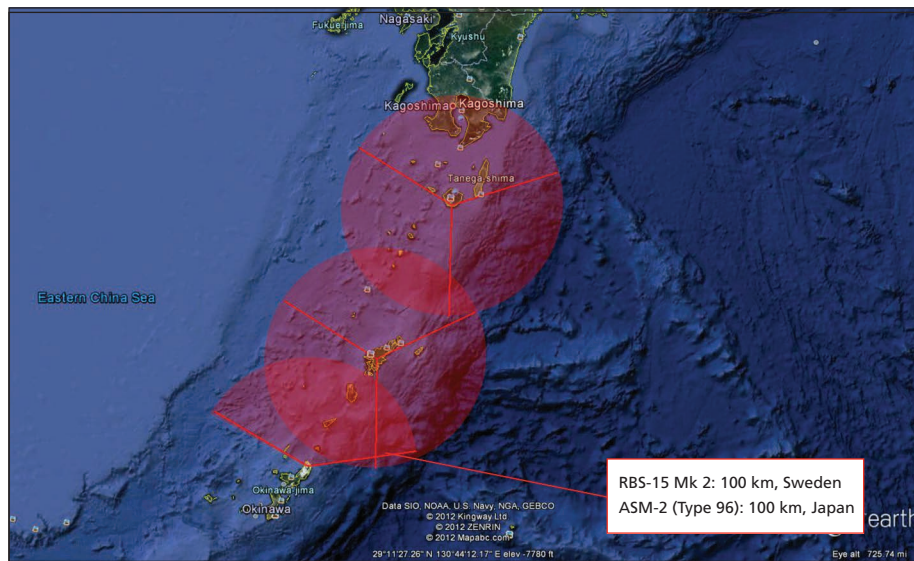 Fukue-jima
Nagasaki
Kyushu
Kagoshima Kagoshima
Tanega-shima
Eastern China Sea
Okinawa-jima
Okinawa
RBS-15 Mk 2: 100 km, Sweden
ASM-2 (Type 96): 100 km, Japan
Data SIO, NOAA, U.S. Navy, NGA, GEBCO
© 2012 Kingway Ltd
© 2012 ZENRIN
© 2012 Mapabc.com
earth
29°11'27.26" N 130°44'12.17" E elev -7780 ft
Eye alt 725.74 mi